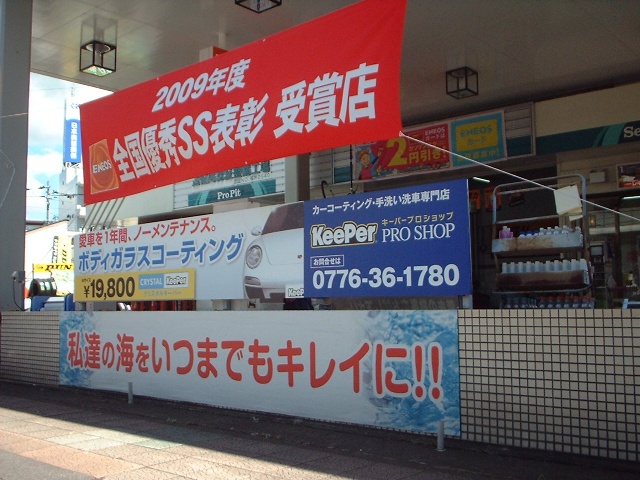 2009年度
全国優秀SS表彰 受賞店
ENEOS
ENEOS
2円引き
ProPit
カーコーティング・手洗い洗車専門店
KeePer キーパープロショップ
PRO SHOP
お問合せは
0776-36-1780
愛車を1年間、ノーメンテナンス。
ボディガラスコーティング
¥19,800
CRYSTAL KeePer
KeePer
私達の海をいつまでもキレイに!!